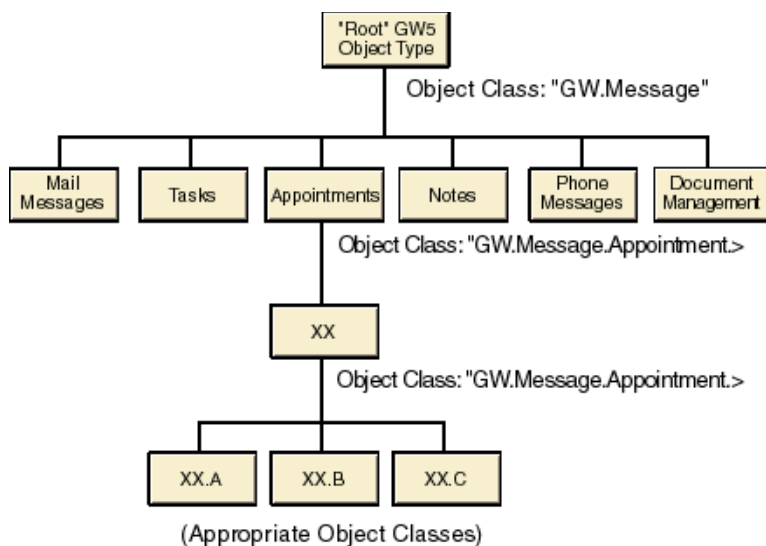 "Root" GW5
Object Type
Object Class: "GW.Message"
Mail
Messages
Tasks
Appointments
Notes
Phone
Messages
Document
Management
Object Class: "GW.Message.Appointment.>
XX
Object Class: "GW.Message.Appointment.>
XX.A
XX.B
XX.C
(Appropriate Object Classes)